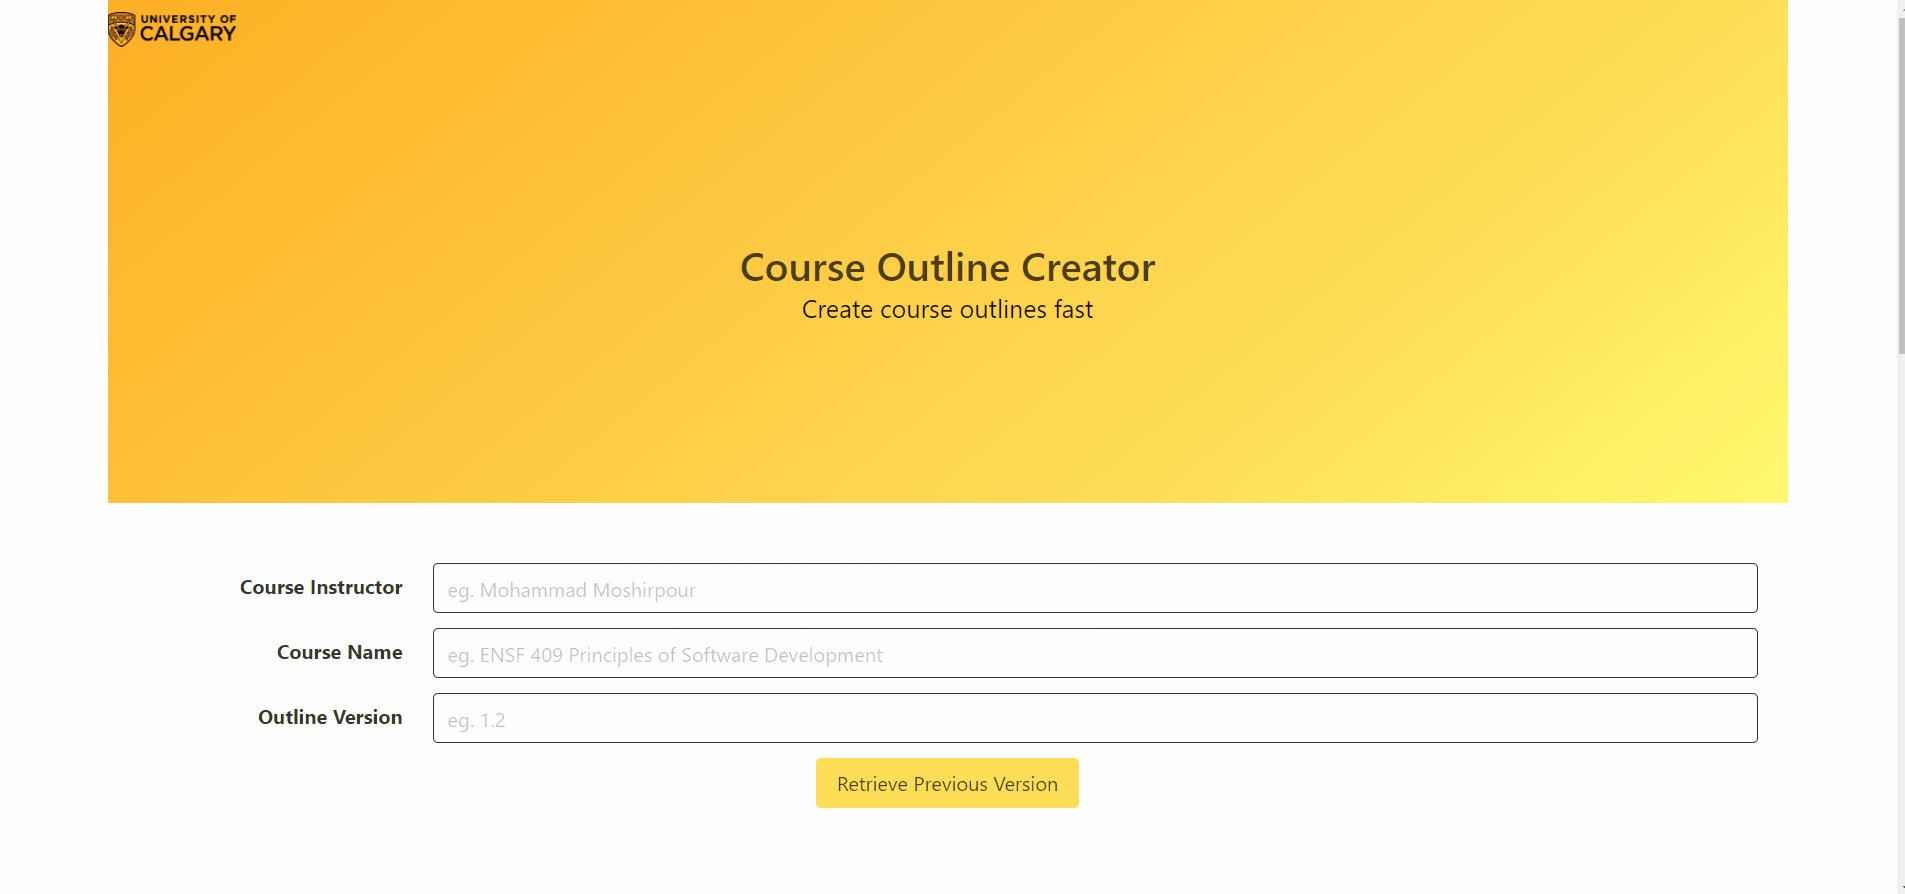 UNIVERSITY OF
CALGARY
Course Outline Creator
Create course outlines fast
Course Instructor
eg. Mohammad Moshirpour
Course Name
eg. ENSF 409 Principles of Software Development
Outline Version
eg. 1.2
Retrieve Previous Version